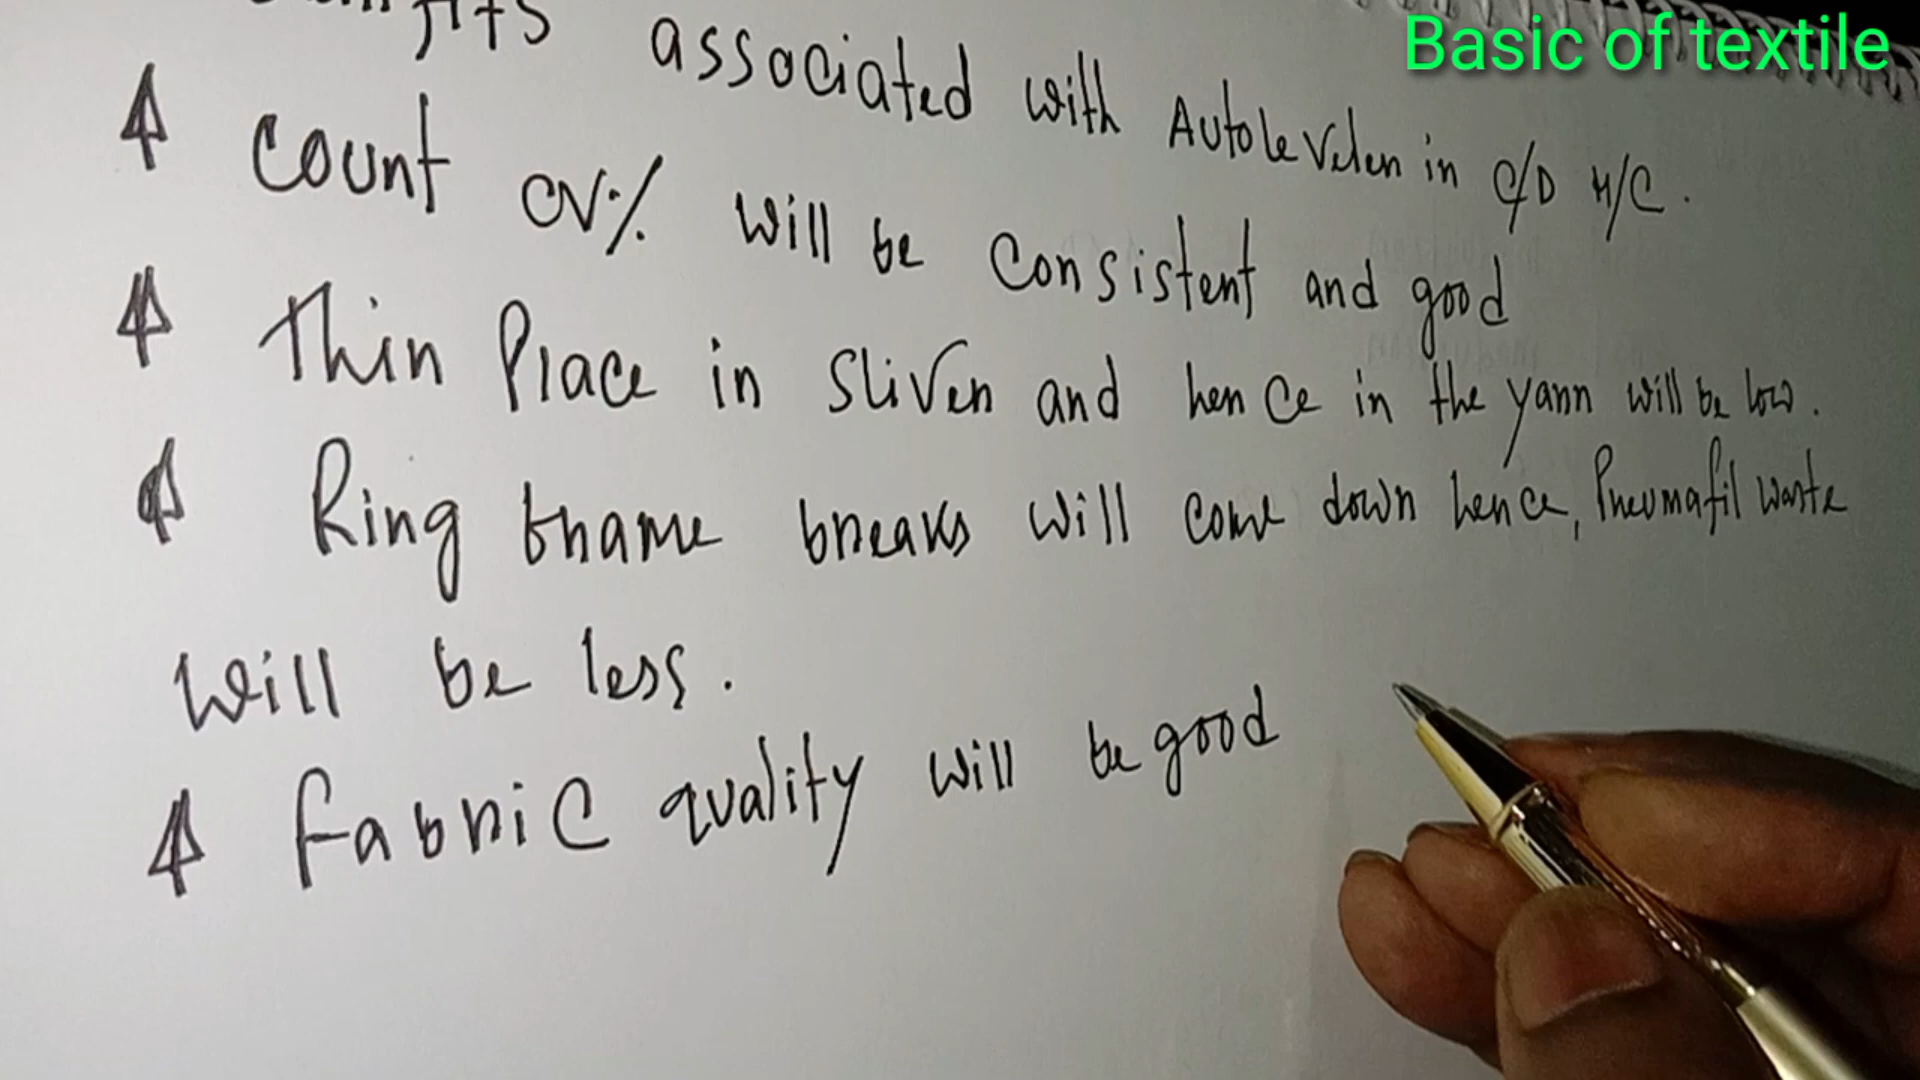 Basic of textile
associated with Autoleveler in C/D M/C.
Count CV% will be Consistent and good
Thin Place in Sliver and hence in the yarn will be low.
Ring frame breaks will come down hence, Pneumafil waste
will be less.
fabric quality will be good